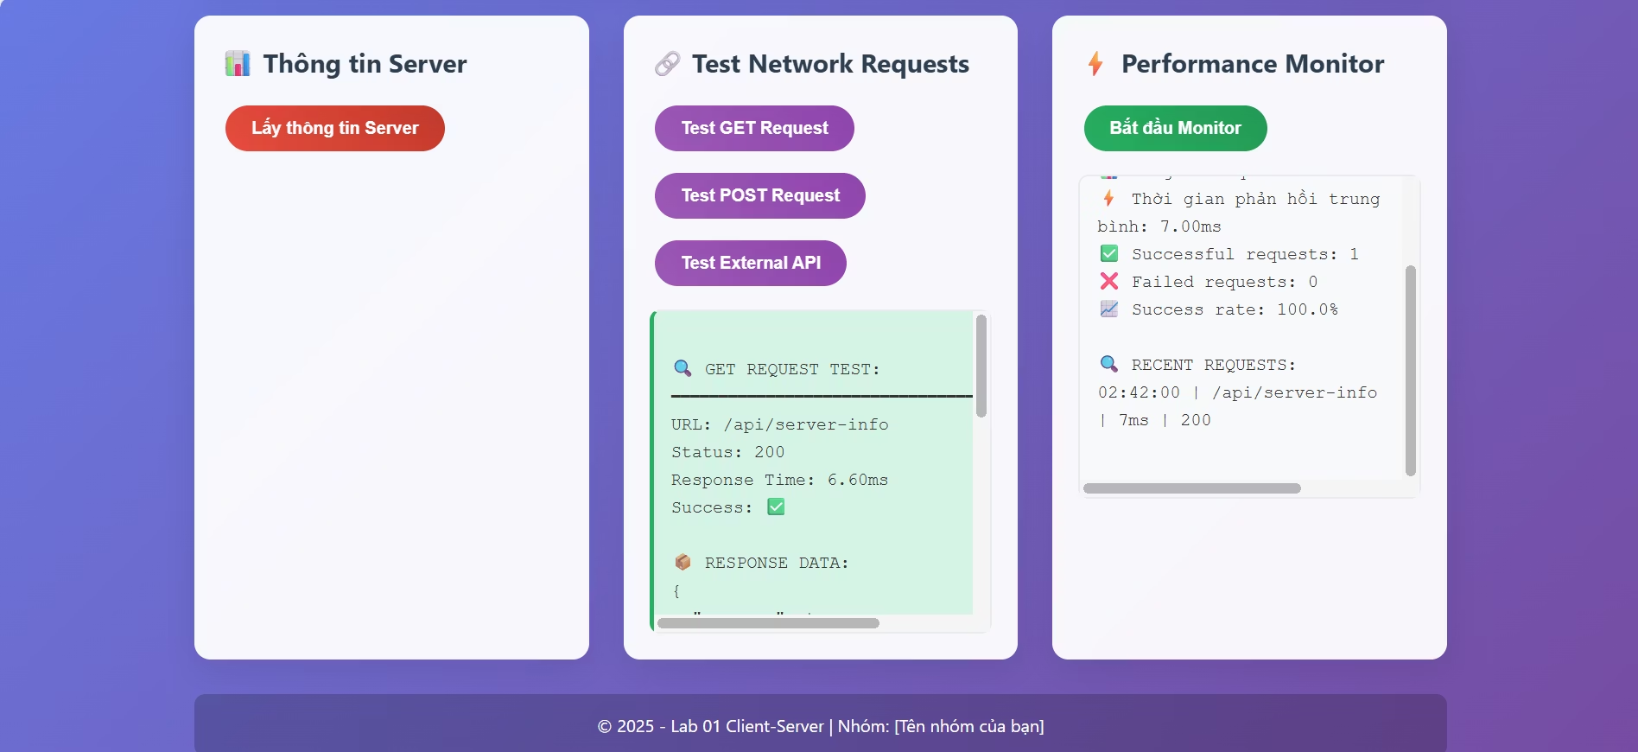 Thông tin Server
Lấy thông tin Server
Test Network Requests
Test GET Request
Test POST Request
Test External API
GET REQUEST TEST:
URL: /api/server-info
Status: 200
Response Time: 6.60ms
Success: ✅
RESPONSE DATA:
{
Performance Monitor
Bắt đầu Monitor
Thời gian phản hồi trung
bình: 7.00ms
Successful requests: 1
Failed requests: 0
Success rate: 100.0%
RECENT REQUESTS:
02:42:00 | /api/server-info
| 7ms | 200
© 2025 - Lab 01 Client-Server | Nhóm: [Tên nhóm của bạn]